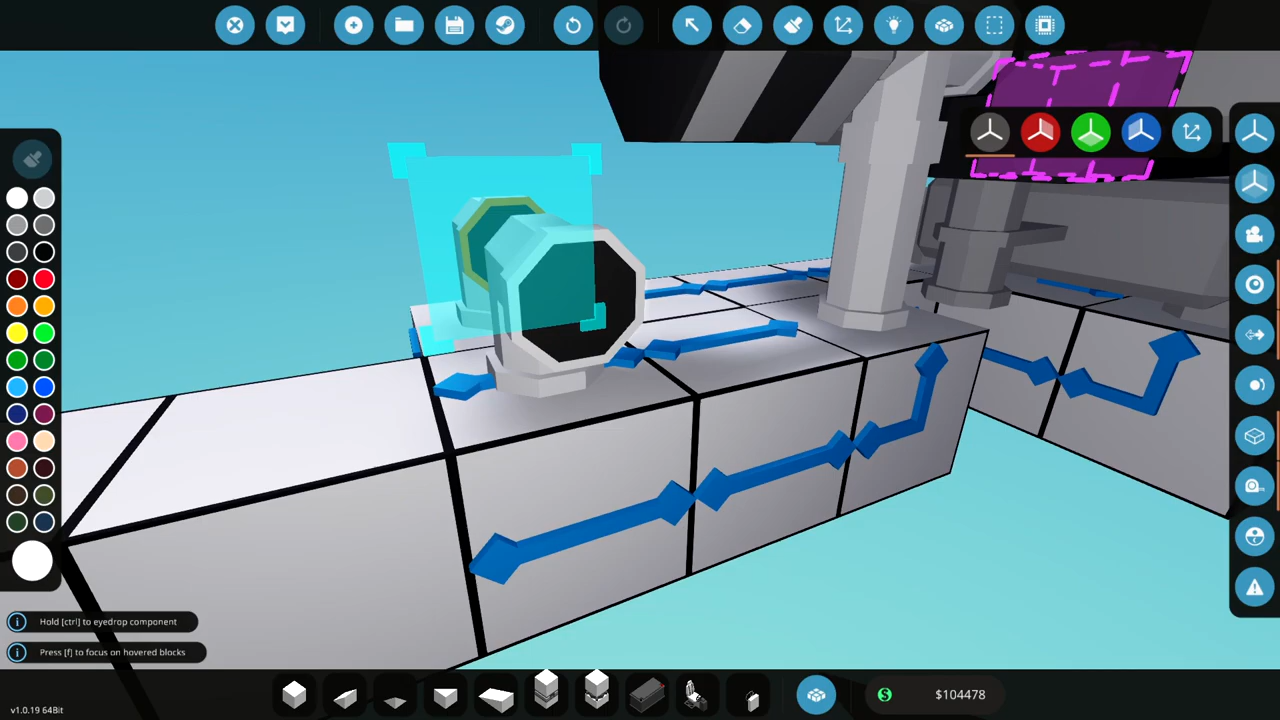 Hold [ctrl] to eyedrop component
Press [f] to focus on hovered blocks
$104478
v1.0.19 64Bit